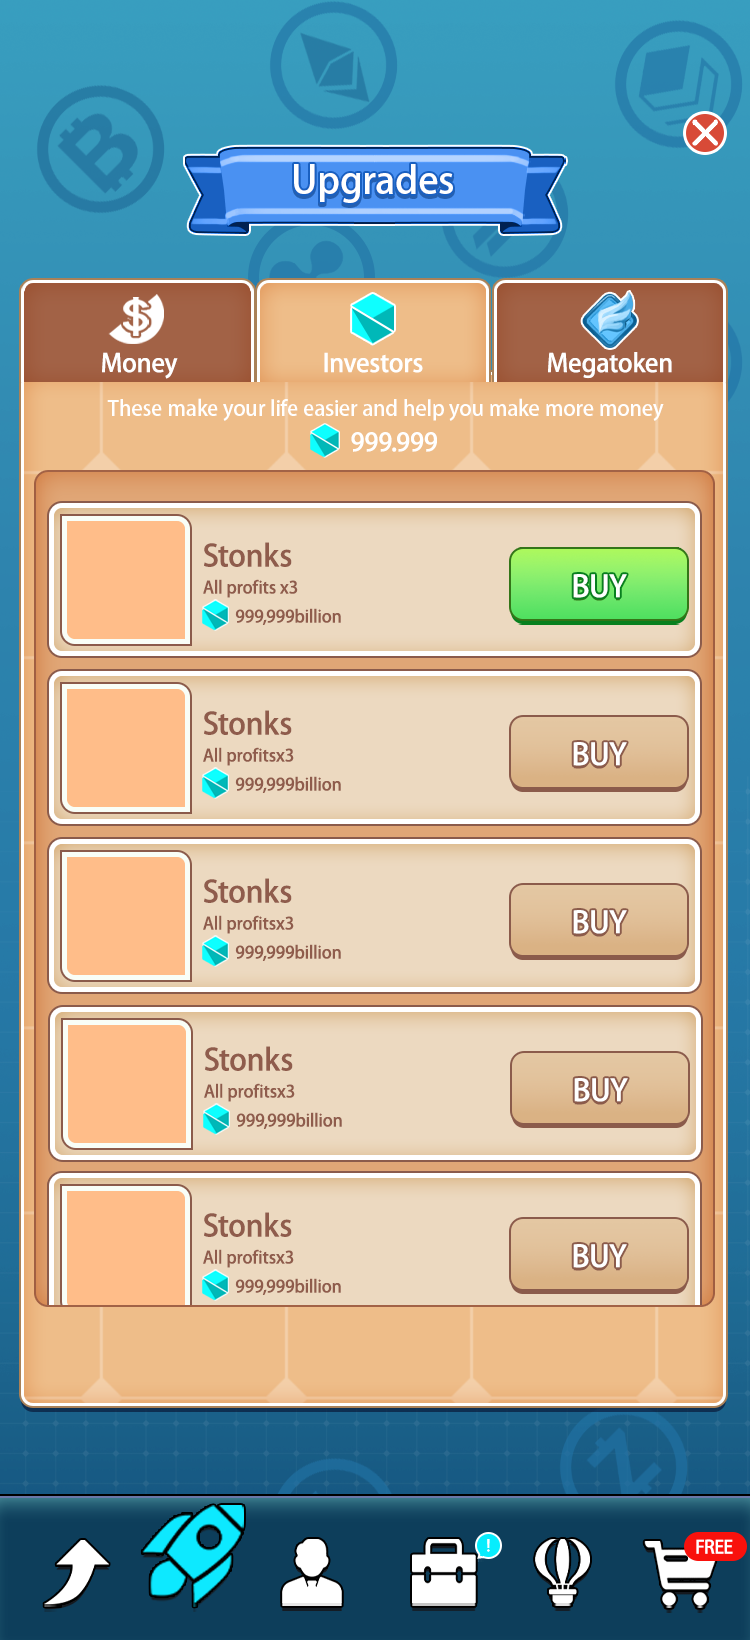 Upgrades
Money
Investors
Megatoken
These make your life easier and help you make more money
999.999
Stonks
All profits x3
999,999billion
BUY
Stonks
All profitsx3
999,999billion
BUY
Stonks
All profitsx3
999,999billion
BUY
Stonks
All profitsx3
999,999billion
BUY
Stonks
All profitsx3
999,999billion
BUY
!
FREE